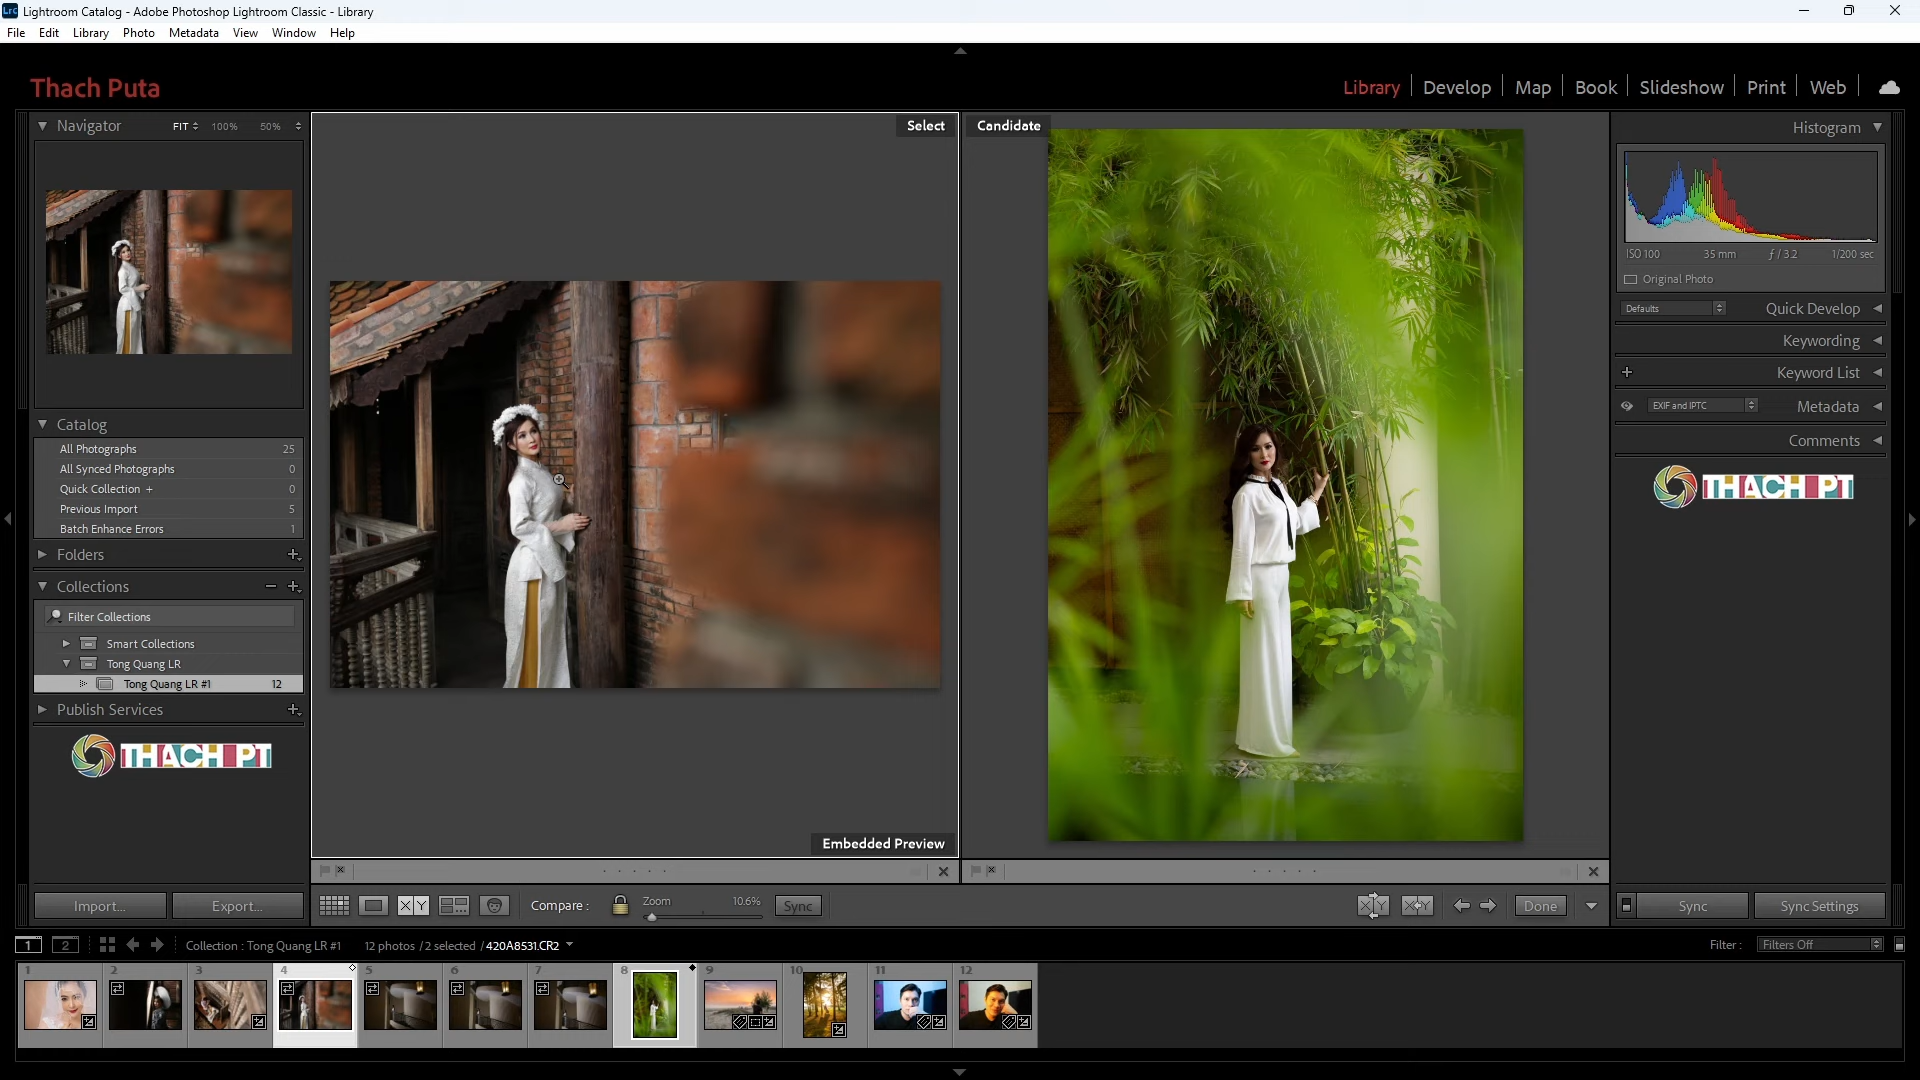 Lightroom Catalog - Adobe Photoshop Lightroom Classic - Library
File Edit Library Photo Metadata View Window Help
Thach Puta
Library Develop Map Book Slideshow Print Web
Navigator FIT 100% 50%
Select
Candidate
Histogram
ISO 100 35 mm ƒ / 3.2 1/200 sec
Original Photo
Defaults Quick Develop
Keywording
Keyword List
EXIF and IPTC Metadata
Comments
THACH PT
Catalog
All Photographs 25
All Synced Photographs 0
Quick Collection + 0
Previous Import 5
Batch Enhance Errors 1
Folders
Collections
Filter Collections
Smart Collections
Tong Quang LR
Tong Quang LR #1 12
Publish Services
THACH PT
Embedded Preview
Import... Export...
X Y Compare : Zoom 10.6% Sync
X Y X Y Done
Sync Sync Settings
1 2 Collection : Tong Quang LR #1 12 photos / 2 selected / 420A8531.CR2
Filter : Filters Off
1 2 3 4 5 6 7 8 9 10 11 12